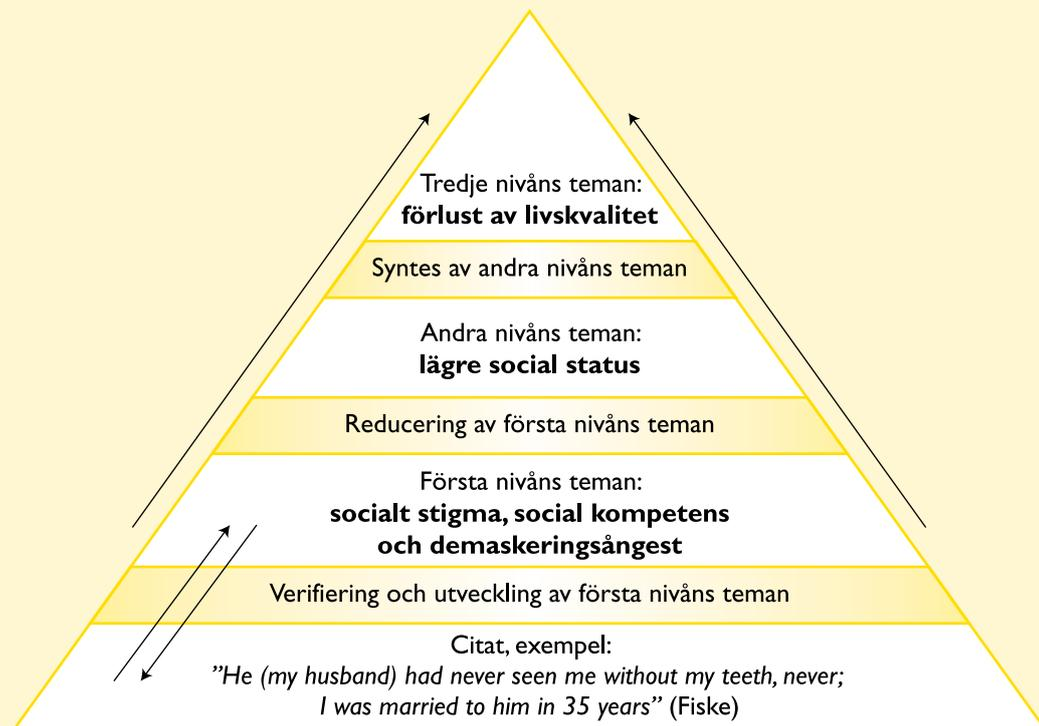 Tredje nivåns teman:
förlust av livskvalitet
Syntes av andra nivåns teman
Andra nivåns teman:
lägre social status
Reducering av första nivåns teman
Första nivåns teman:
socialt stigma, social kompetens
och demaskeringsångest
Verifiering och utveckling av första nivåns teman
Citat, exempel:
”He (my husband) had never seen me without my teeth, never;
I was married to him in 35 years” (Fiske)